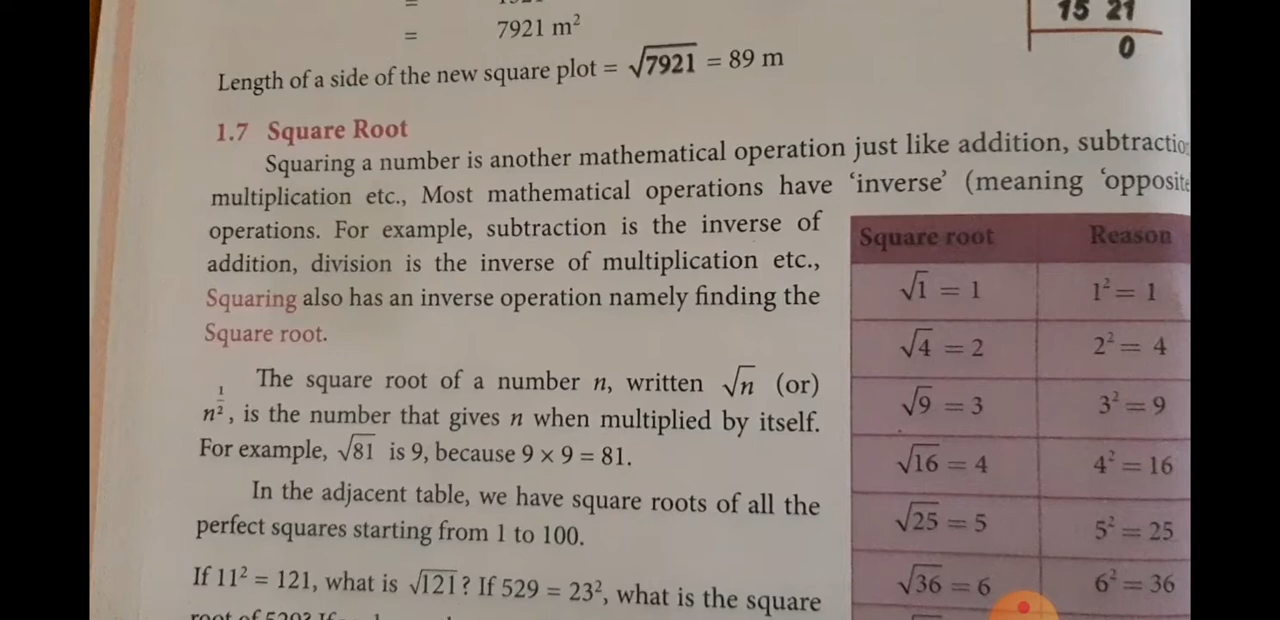 =
= 7921 m²
15 21
0
Length of a side of the new square plot = √7921 = 89 m
1.7 Square Root
Squaring a number is another mathematical operation just like addition, subtractio
multiplication etc., Most mathematical operations have ‘inverse’ (meaning ‘opposite
operations. For example, subtraction is the inverse of
addition, division is the inverse of multiplication etc.,
Squaring also has an inverse operation namely finding the
Square root.
The square root of a number n, written √n (or)
n^½, is the number that gives n when multiplied by itself.
For example, √81 is 9, because 9 × 9 = 81.
In the adjacent table, we have square roots of all the
perfect squares starting from 1 to 100.
If 11² = 121, what is √121? If 529 = 23², what is the square
Square root Reason
√1 = 1 1² = 1
√4 = 2 2² = 4
√9 = 3 3² = 9
√16 = 4 4² = 16
√25 = 5 5² = 25
√36 = 6 6² = 36